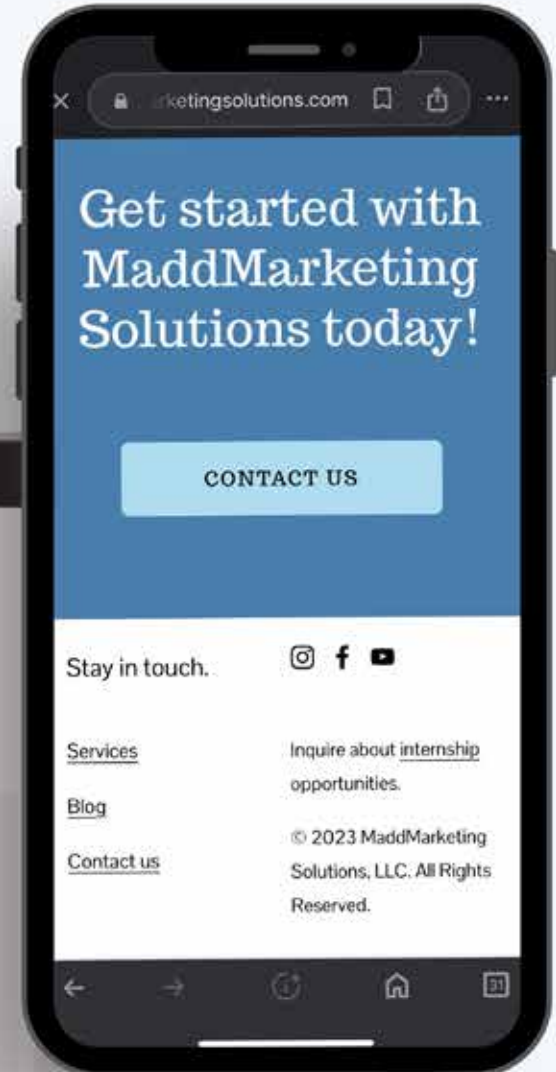 rketingsolutions.com
Get started with
MaddMarketing
Solutions today!
CONTACT US
Stay in touch.
Services
Blog
Contact us
Inquire about internship
opportunities.
© 2023 MaddMarketing
Solutions, LLC. All Rights
Reserved.
31